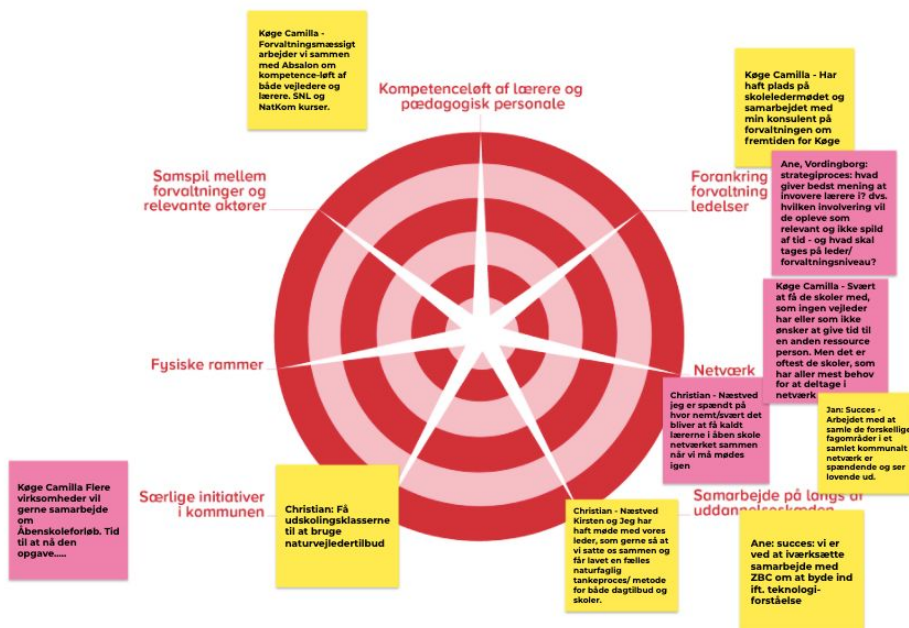 Køge Camilla -
Forvaltningsmæssigt
arbejder vi sammen
med Absalon om
kompetence-løft af
både vejledere og
lærere. SNL og
NatKom kurser.
Kompetenceløft af lærere og
pædagogisk personale
Køge Camilla - Har
haft plads på
skoleledermødet og
samarbejdet med
min konsulent på
forvaltningen om
fremtiden for Køge
Samspil mellem
forvaltninger og
relevante aktører
Forankring
forvaltning
ledelser
Ane, Vordingborg:
strategiproces: hvad
giver bedst mening at
invovere lærere i? dvs.
hvilken involvering vil
de opleve som
relevant og ikke spild
af tid - og hvad skal
tages på leder/
forvaltningsniveau?
Køge Camilla - Svært
at få de skoler med,
som ingen vejleder
har eller som ikke
ønsker at give tid til
en anden ressource
person. Men det er
oftest de skoler, som
har aller mest behov
for at deltage i
netværk
Fysiske rammer
Netværk
Christian - Næstved
jeg er spændt på
hvor nemt/svært det
bliver at få kaldt
lærerne i åben skole
netværket sammen
når vi må mødes
igen
Jan: Succes -
Arbejdet med at
samle de forskellige
fagområder i et
samlet kommunalt
netværk er
spændende og ser
lovende ud.
Køge Camilla Flere
virksomheder vil
gerne samarbejde
om
Åbenskoleforløb. Tid
til at nå den
opgave.....
Særlige initiativer
i kommunen
Christian: Få
udskolingsklasserne
til at bruge
naturvejledertilbud
Christian - Næstved
Kirsten og Jeg har
haft møde med vores
leder, som gerne så at
vi satte os sammen og
får lavet en fælles
naturfaglig
tankeproces/ metode
for både dagtilbud og
skoler.
Samarbejde på langs af
uddannelseskæden
Ane: succes: vi er
ved at iværksætte
samarbejde med
ZBC om at byde ind
ift. teknologi-
forståelse